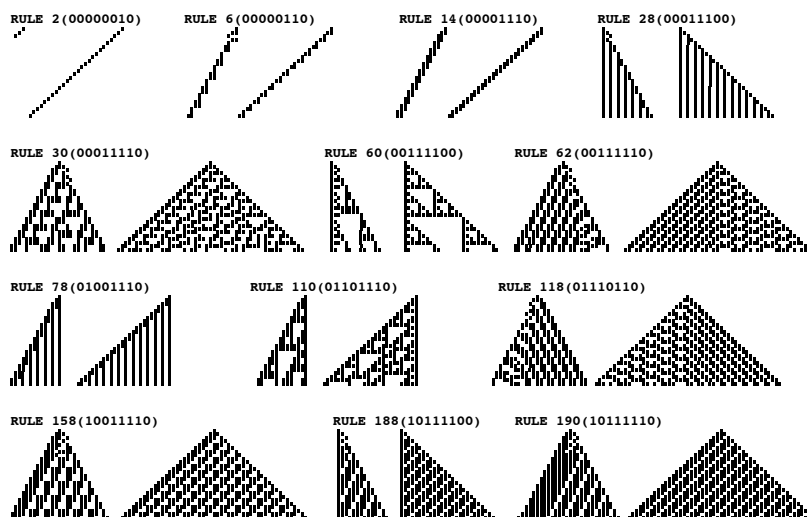 RULE 2(00000010) RULE 6(00000110) RULE 14(00001110) RULE 28(00011100)
RULE 30(00011110) RULE 60(00111100) RULE 62(00111110)
RULE 78(01001110) RULE 110(01101110) RULE 118(01110110)
RULE 158(10011110) RULE 188(10111100) RULE 190(10111110)